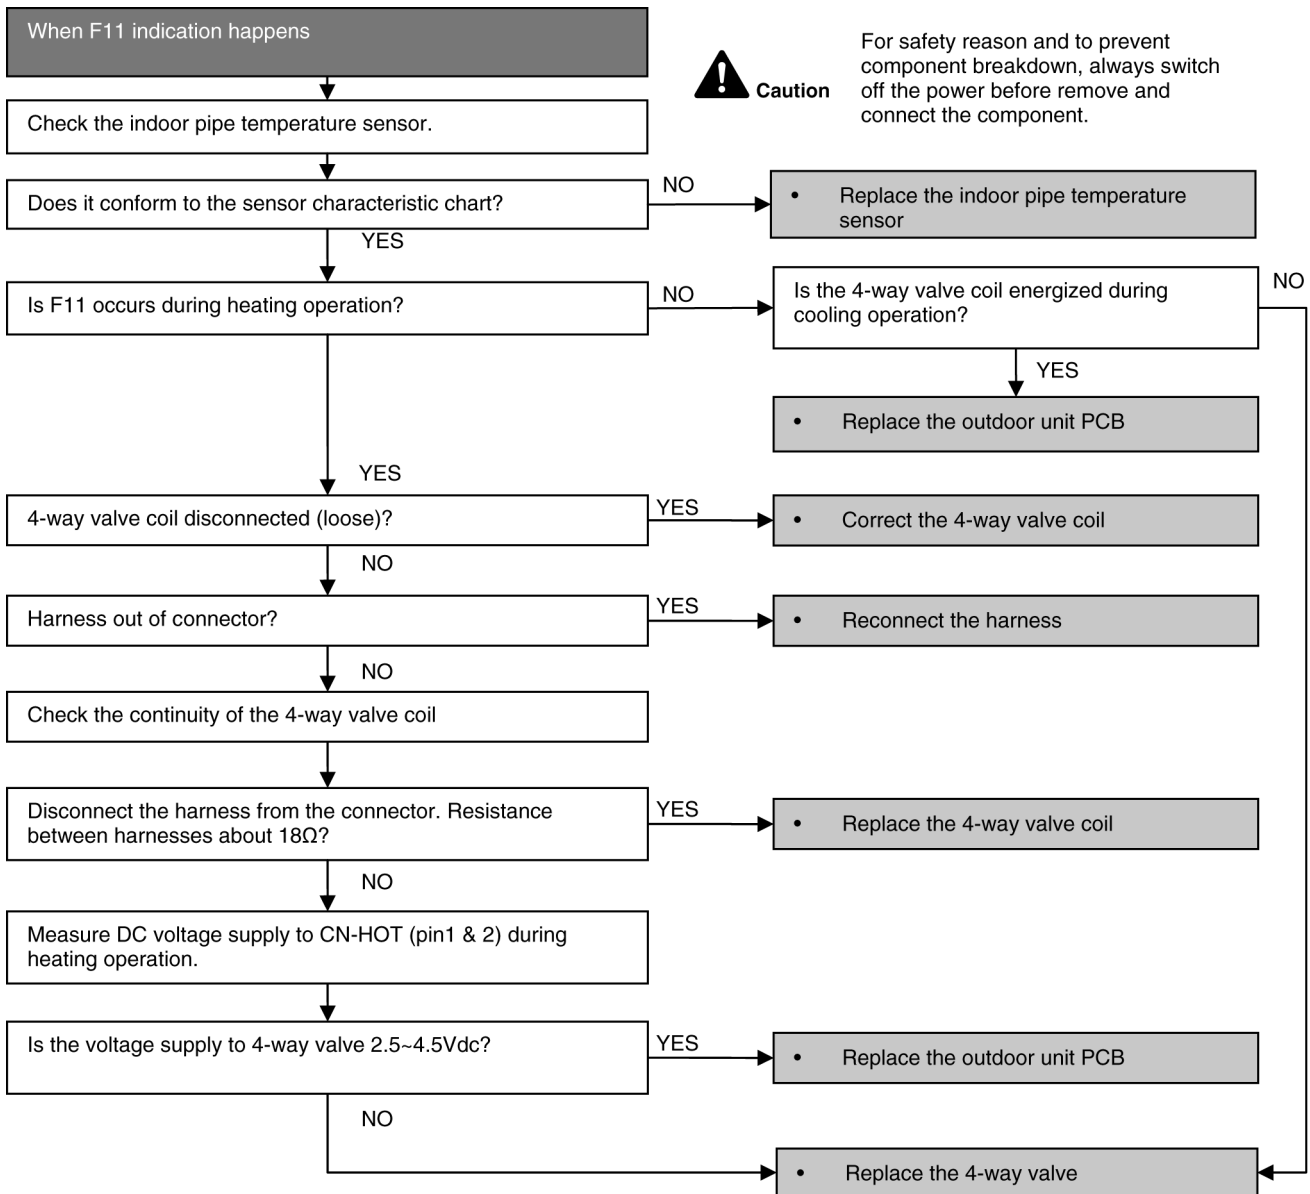 When F11 indication happens
Caution
For safety reason and to prevent
component breakdown, always switch
off the power before remove and
connect the component.
Check the indoor pipe temperature sensor.
Does it conform to the sensor characteristic chart?
NO
• Replace the indoor pipe temperature
sensor
YES
Is F11 occurs during heating operation?
NO
Is the 4-way valve coil energized during
cooling operation?
NO
YES
• Replace the outdoor unit PCB
YES
4-way valve coil disconnected (loose)?
YES
• Correct the 4-way valve coil
NO
Harness out of connector?
YES
• Reconnect the harness
NO
Check the continuity of the 4-way valve coil
Disconnect the harness from the connector. Resistance
between harnesses about 18Ω?
YES
• Replace the 4-way valve coil
NO
Measure DC voltage supply to CN-HOT (pin1 & 2) during
heating operation.
Is the voltage supply to 4-way valve 2.5~4.5Vdc?
YES
• Replace the outdoor unit PCB
NO
• Replace the 4-way valve